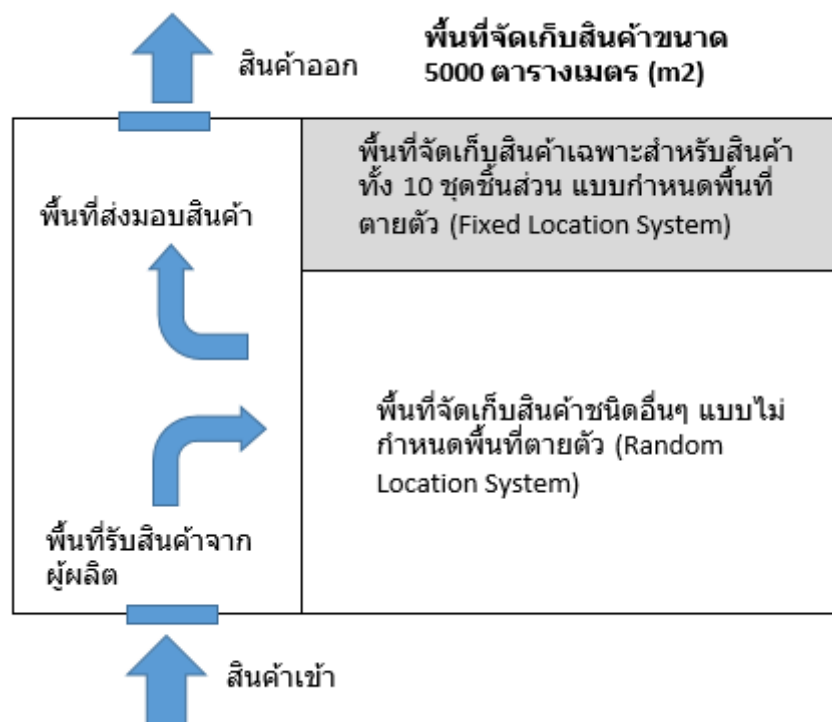 สินค้าออก
พื้นที่จัดเก็บสินค้าขนาด
5000 ตารางเมตร (m2)
พื้นที่จัดเก็บสินค้าเฉพาะสำหรับสินค้า
ทั้ง 10 ชุดชิ้นส่วน แบบกำหนดพื้นที่
ตายตัว (Fixed Location System)
พื้นที่ส่งมอบสินค้า
พื้นที่จัดเก็บสินค้าชนิดอื่นๆ แบบไม่
กำหนดพื้นที่ตายตัว (Random
Location System)
พื้นที่รับสินค้าจาก
ผู้ผลิต
สินค้าเข้า